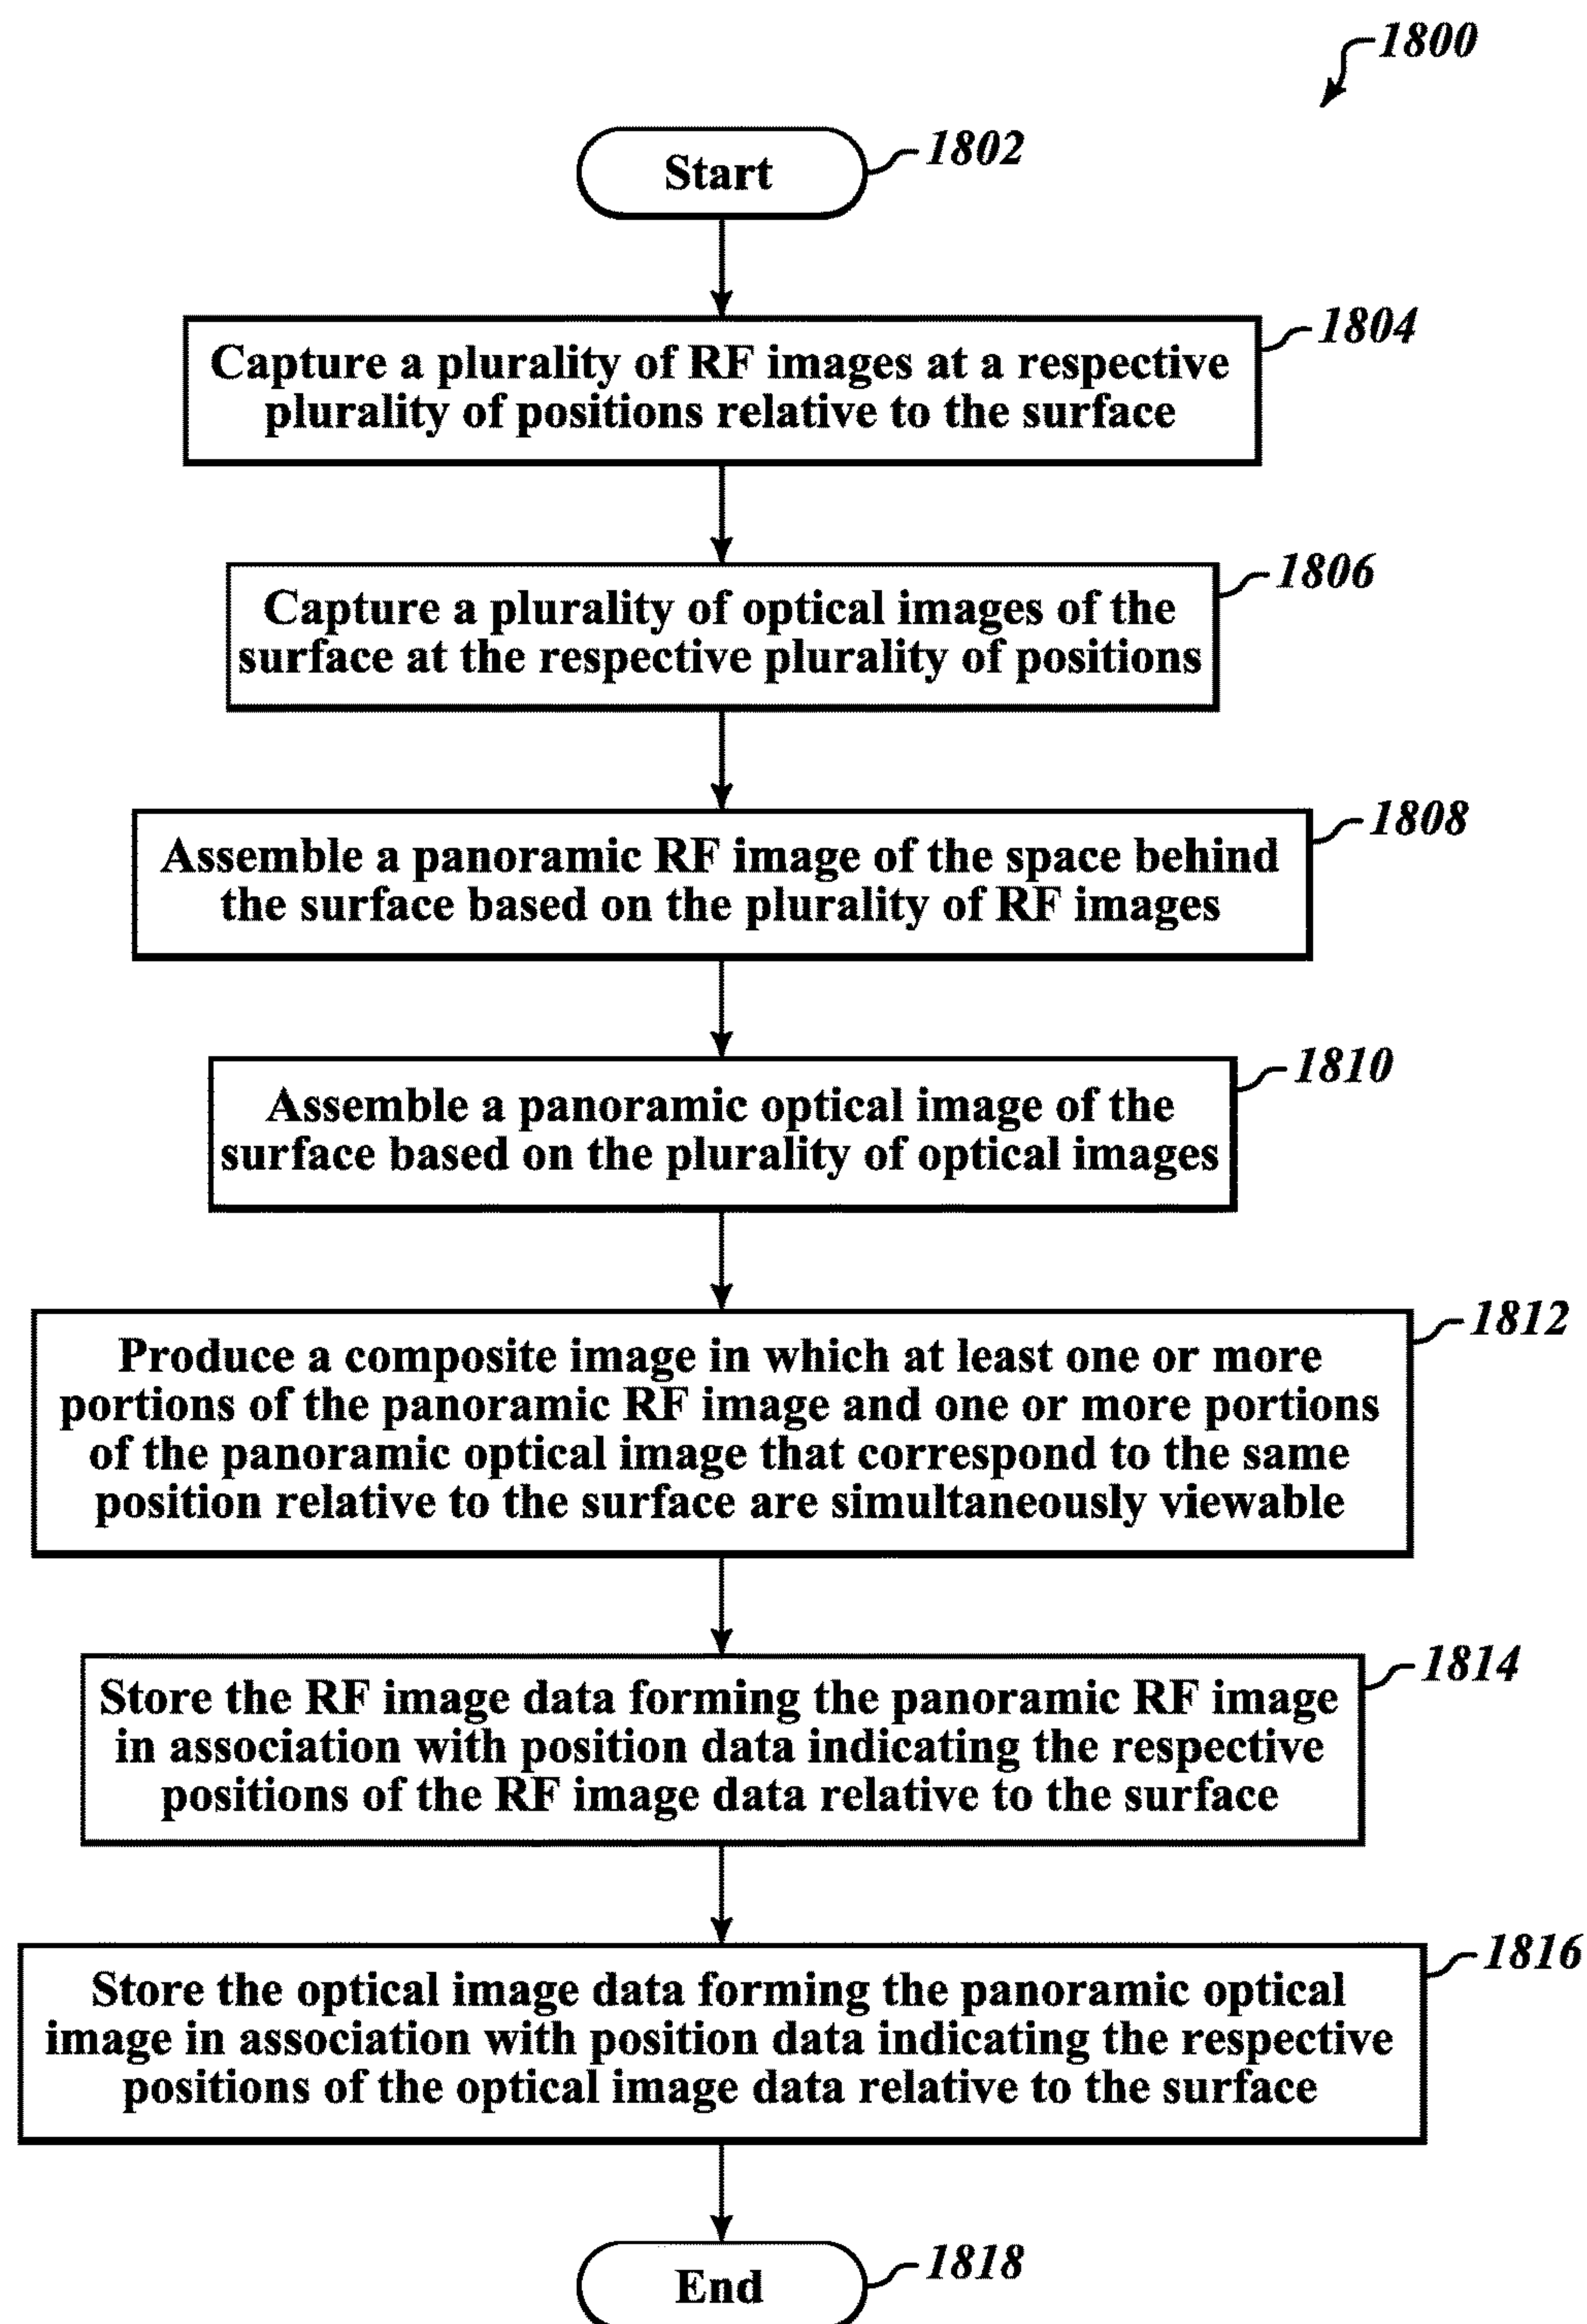 1800
Start
1802
1804
Capture a plurality of RF images at a respective
plurality of positions relative to the surface
1806
Capture a plurality of optical images of the
surface at the respective plurality of positions
1808
Assemble a panoramic RF image of the space behind
the surface based on the plurality of RF images
1810
Assemble a panoramic optical image of the
surface based on the plurality of optical images
1812
Produce a composite image in which at least one or more
portions of the panoramic RF image and one or more portions
of the panoramic optical image that correspond to the same
position relative to the surface are simultaneously viewable
1814
Store the RF image data forming the panoramic RF image
in association with position data indicating the respective
positions of the RF image data relative to the surface
1816
Store the optical image data forming the panoramic optical
image in association with position data indicating the respective
positions of the optical image data relative to the surface
1818
End